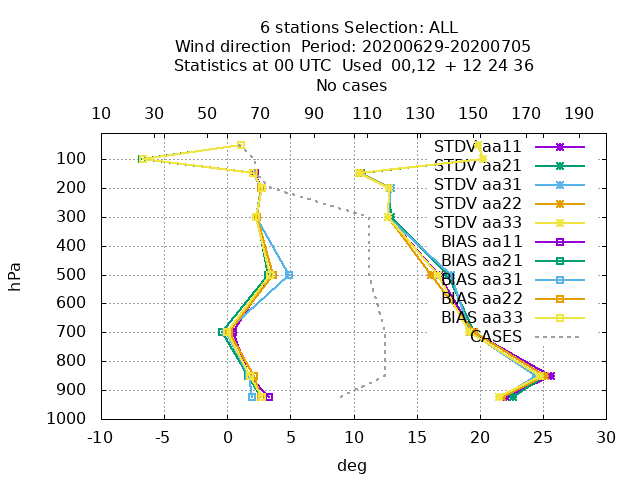 6 stations Selection: ALL
Wind direction  Period: 20200629-20200705
Statistics at 00 UTC  Used  00,12  + 12 24 36
No cases
10 30 50 70 90 110 130 150 170 190
STDV aa11
STDV aa21
STDV aa31
STDV aa22
STDV aa33
BIAS aa11
BIAS aa21
BIAS aa31
BIAS aa22
BIAS aa33
CASES
100
200
300
400
500
600
700
800
900
1000
hPa
-10 -5 0 5 10 15 20 25 30
deg